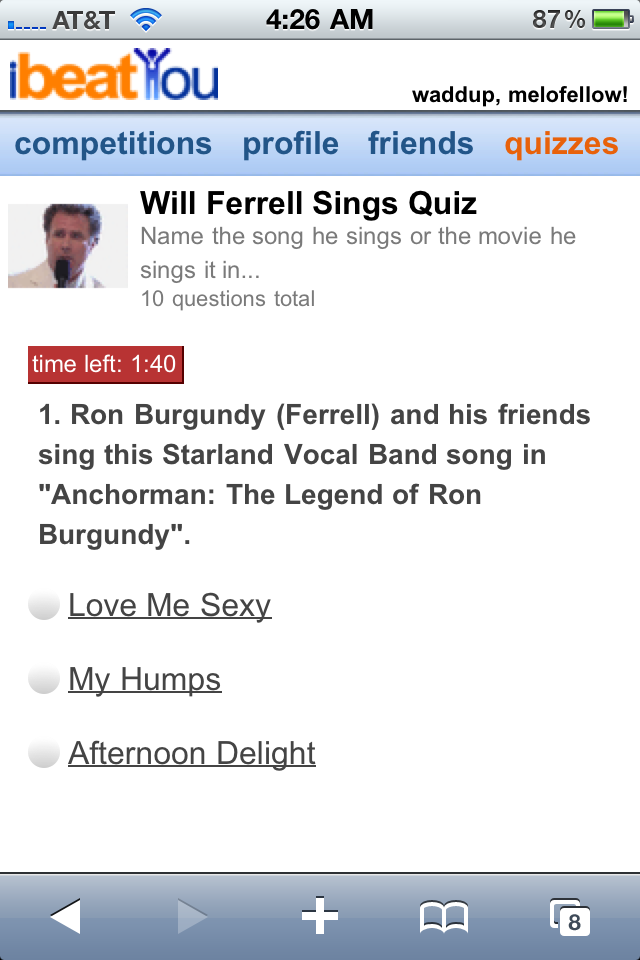 AT&T 4:26 AM 87%
ibeatYou
waddup, melofellow!
competitions profile friends quizzes
Will Ferrell Sings Quiz
Name the song he sings or the movie he
sings it in...
10 questions total
time left: 1:40
1. Ron Burgundy (Ferrell) and his friends
sing this Starland Vocal Band song in
"Anchorman: The Legend of Ron
Burgundy".
Love Me Sexy
My Humps
Afternoon Delight
8